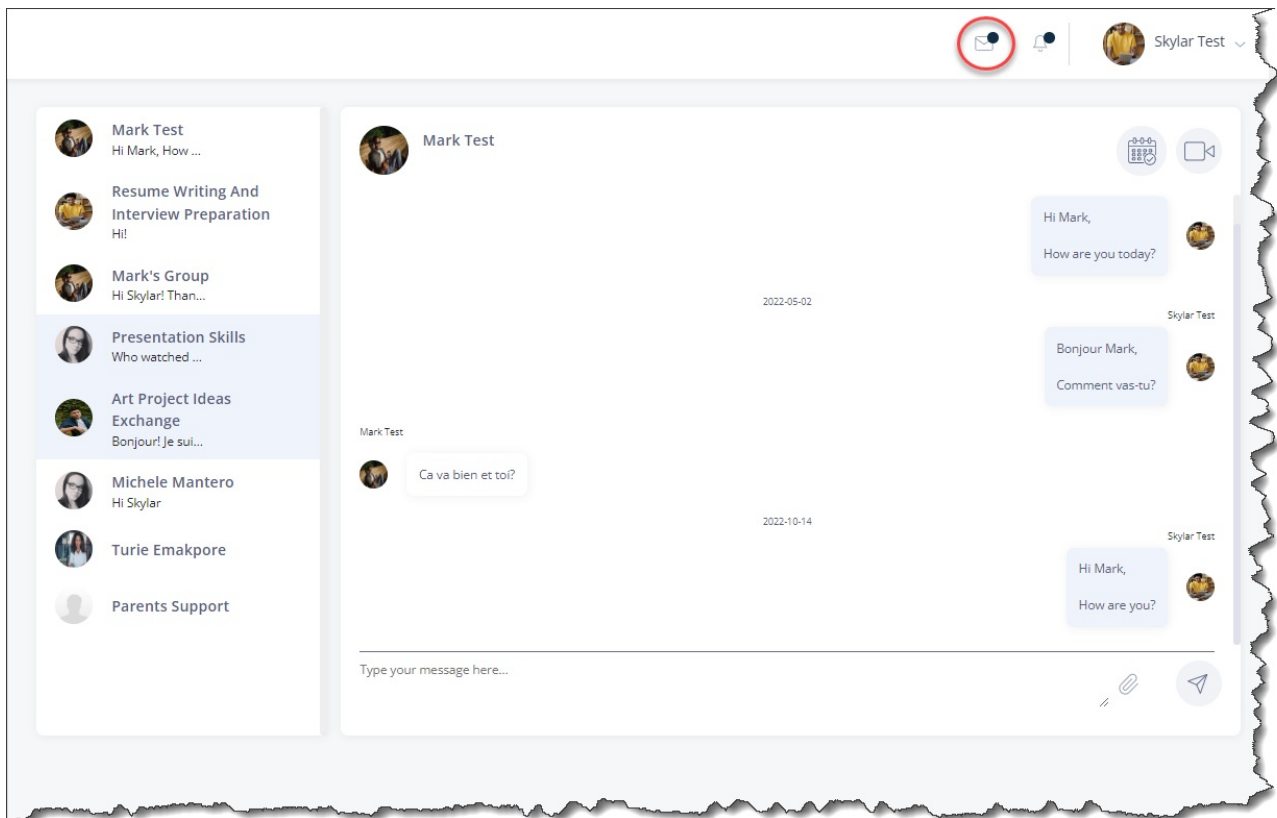 Skylar Test
Mark Test
Hi Mark, How ...
Resume Writing And
Interview Preparation
Hi!
Mark's Group
Hi Skylar! Than...
Presentation Skills
Who watched ...
Art Project Ideas
Exchange
Bonjour! Je sui...
Michele Mantero
Hi Skylar
Turie Emakpore
Parents Support
Mark Test
Hi Mark,
How are you today?
2022-05-02
Skylar Test
Bonjour Mark,
Comment vas-tu?
Mark Test
Ca va bien et toi?
2022-10-14
Skylar Test
Hi Mark,
How are you?
Type your message here...